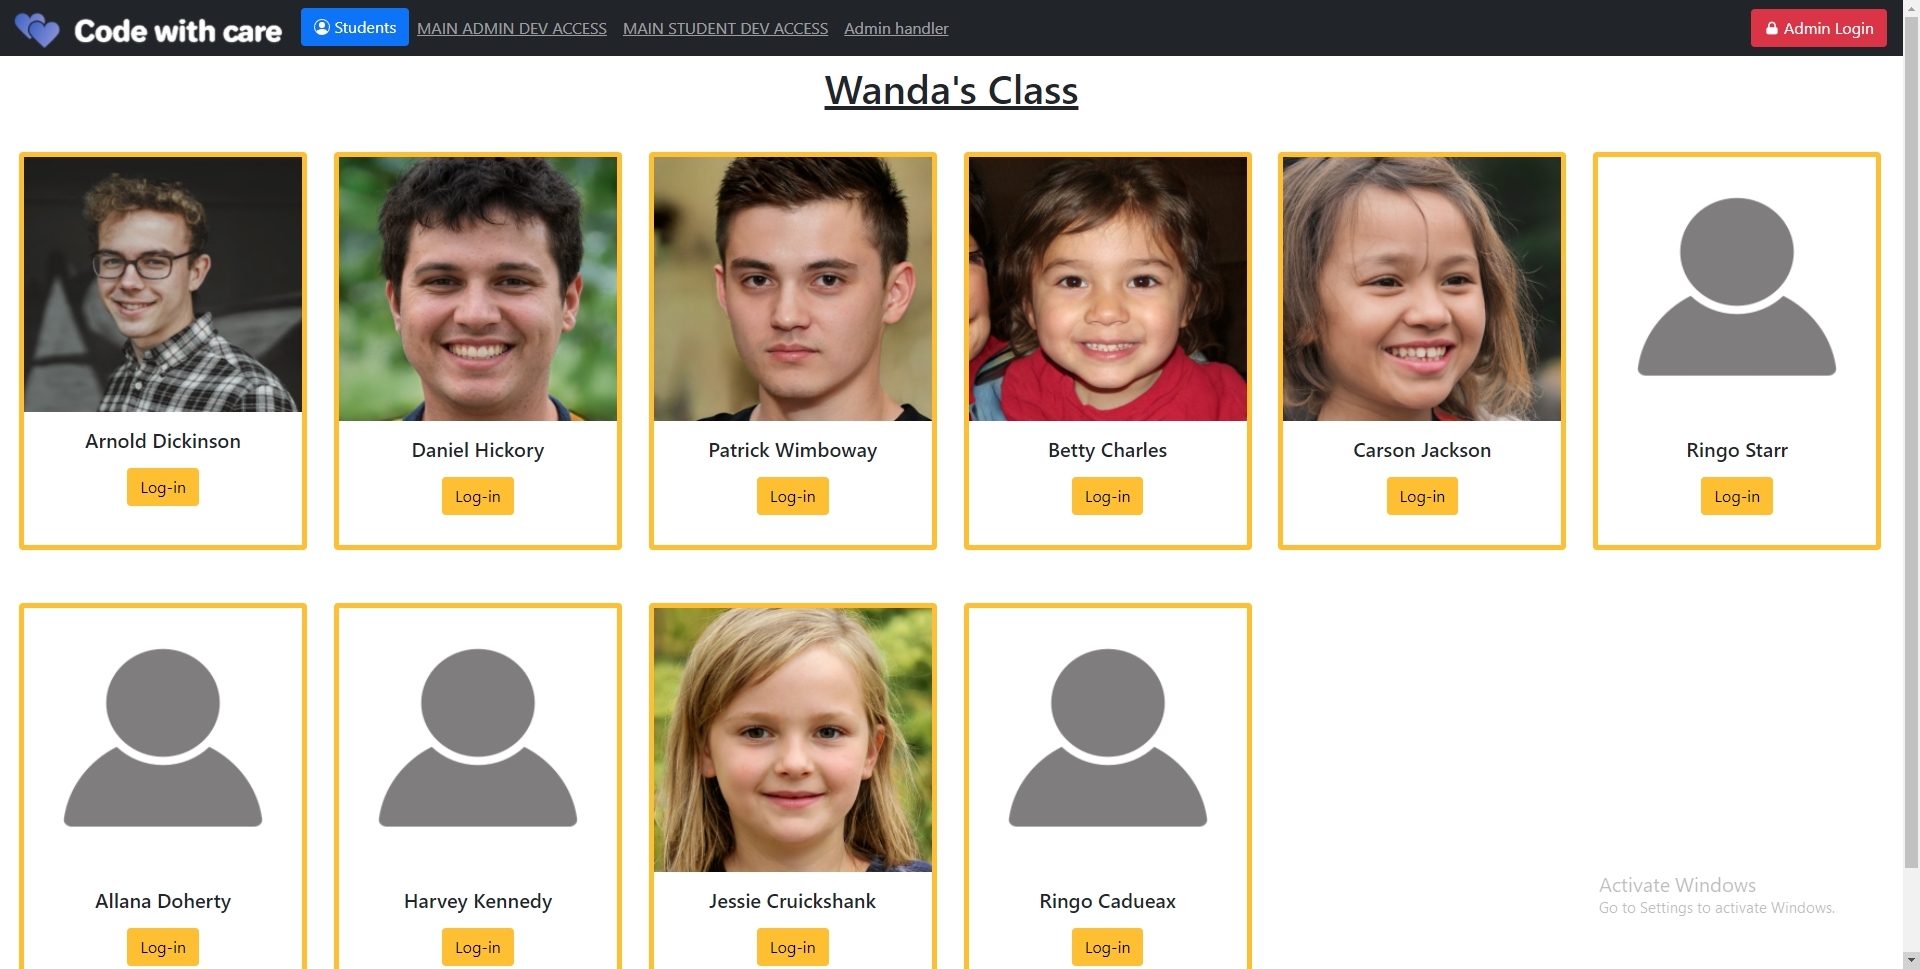 Code with care
Students
MAIN ADMIN DEV ACCESS
MAIN STUDENT DEV ACCESS
Admin handler
Admin Login
Wanda's Class
Arnold Dickinson
Log-in
Daniel Hickory
Log-in
Patrick Wimboway
Log-in
Betty Charles
Log-in
Carson Jackson
Log-in
Ringo Starr
Log-in
Allana Doherty
Log-in
Harvey Kennedy
Log-in
Jessie Cruickshank
Log-in
Ringo Cadueax
Log-in
Activate Windows
Go to Settings to activate Windows.